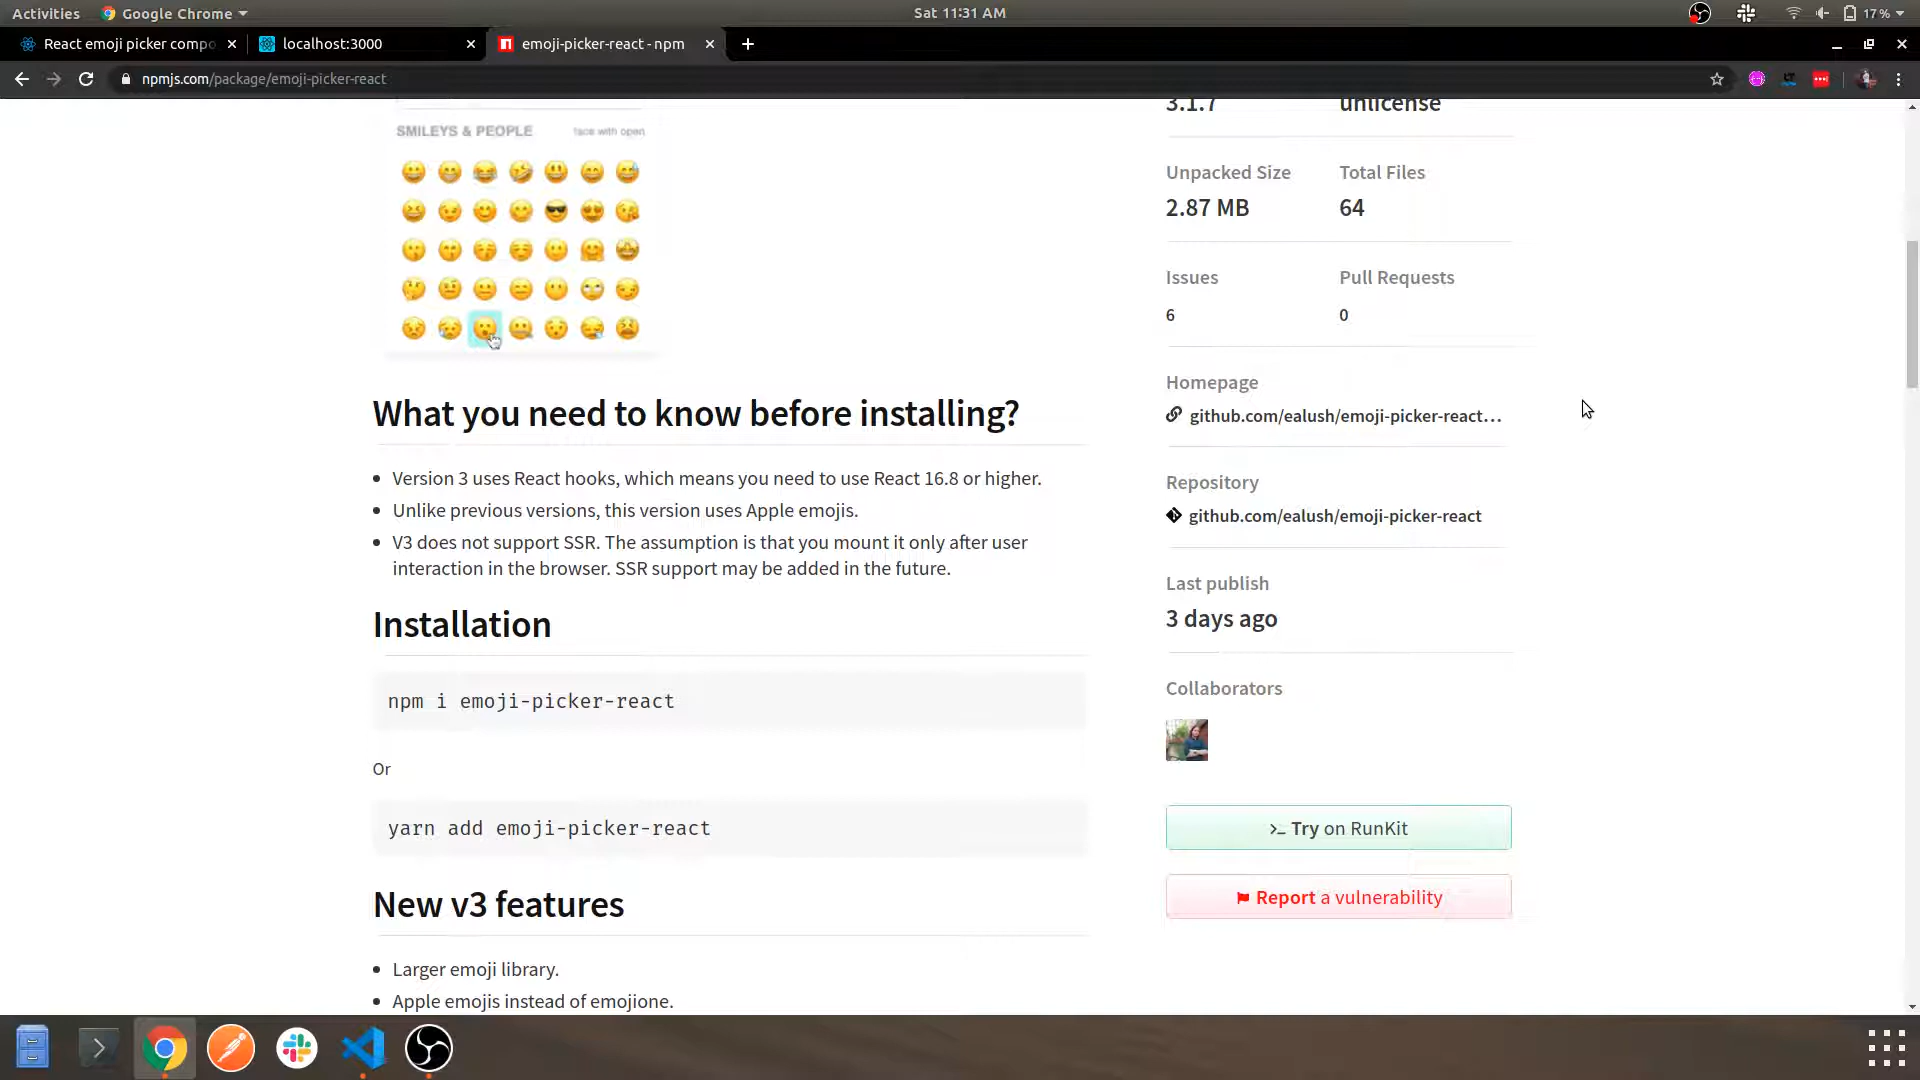 Activities
Google Chrome
Sat 11:31 AM
17%
React emoji picker compo
localhost:3000
emoji-picker-react - npm
npmjs.com/package/emoji-picker-react
3.1.7
unlicense
SMILEYS & PEOPLE
face with open
Unpacked Size
Total Files
2.87 MB
64
Issues
Pull Requests
6
0
Homepage
github.com/ealush/emoji-picker-react...
Repository
github.com/ealush/emoji-picker-react
Last publish
3 days ago
Collaborators
>_ Try on RunKit
Report a vulnerability
What you need to know before installing?
Version 3 uses React hooks, which means you need to use React 16.8 or higher.
Unlike previous versions, this version uses Apple emojis.
V3 does not support SSR. The assumption is that you mount it only after user
interaction in the browser. SSR support may be added in the future.
Installation
npm i emoji-picker-react
Or
yarn add emoji-picker-react
New v3 features
Larger emoji library.
Apple emojis instead of emojione.